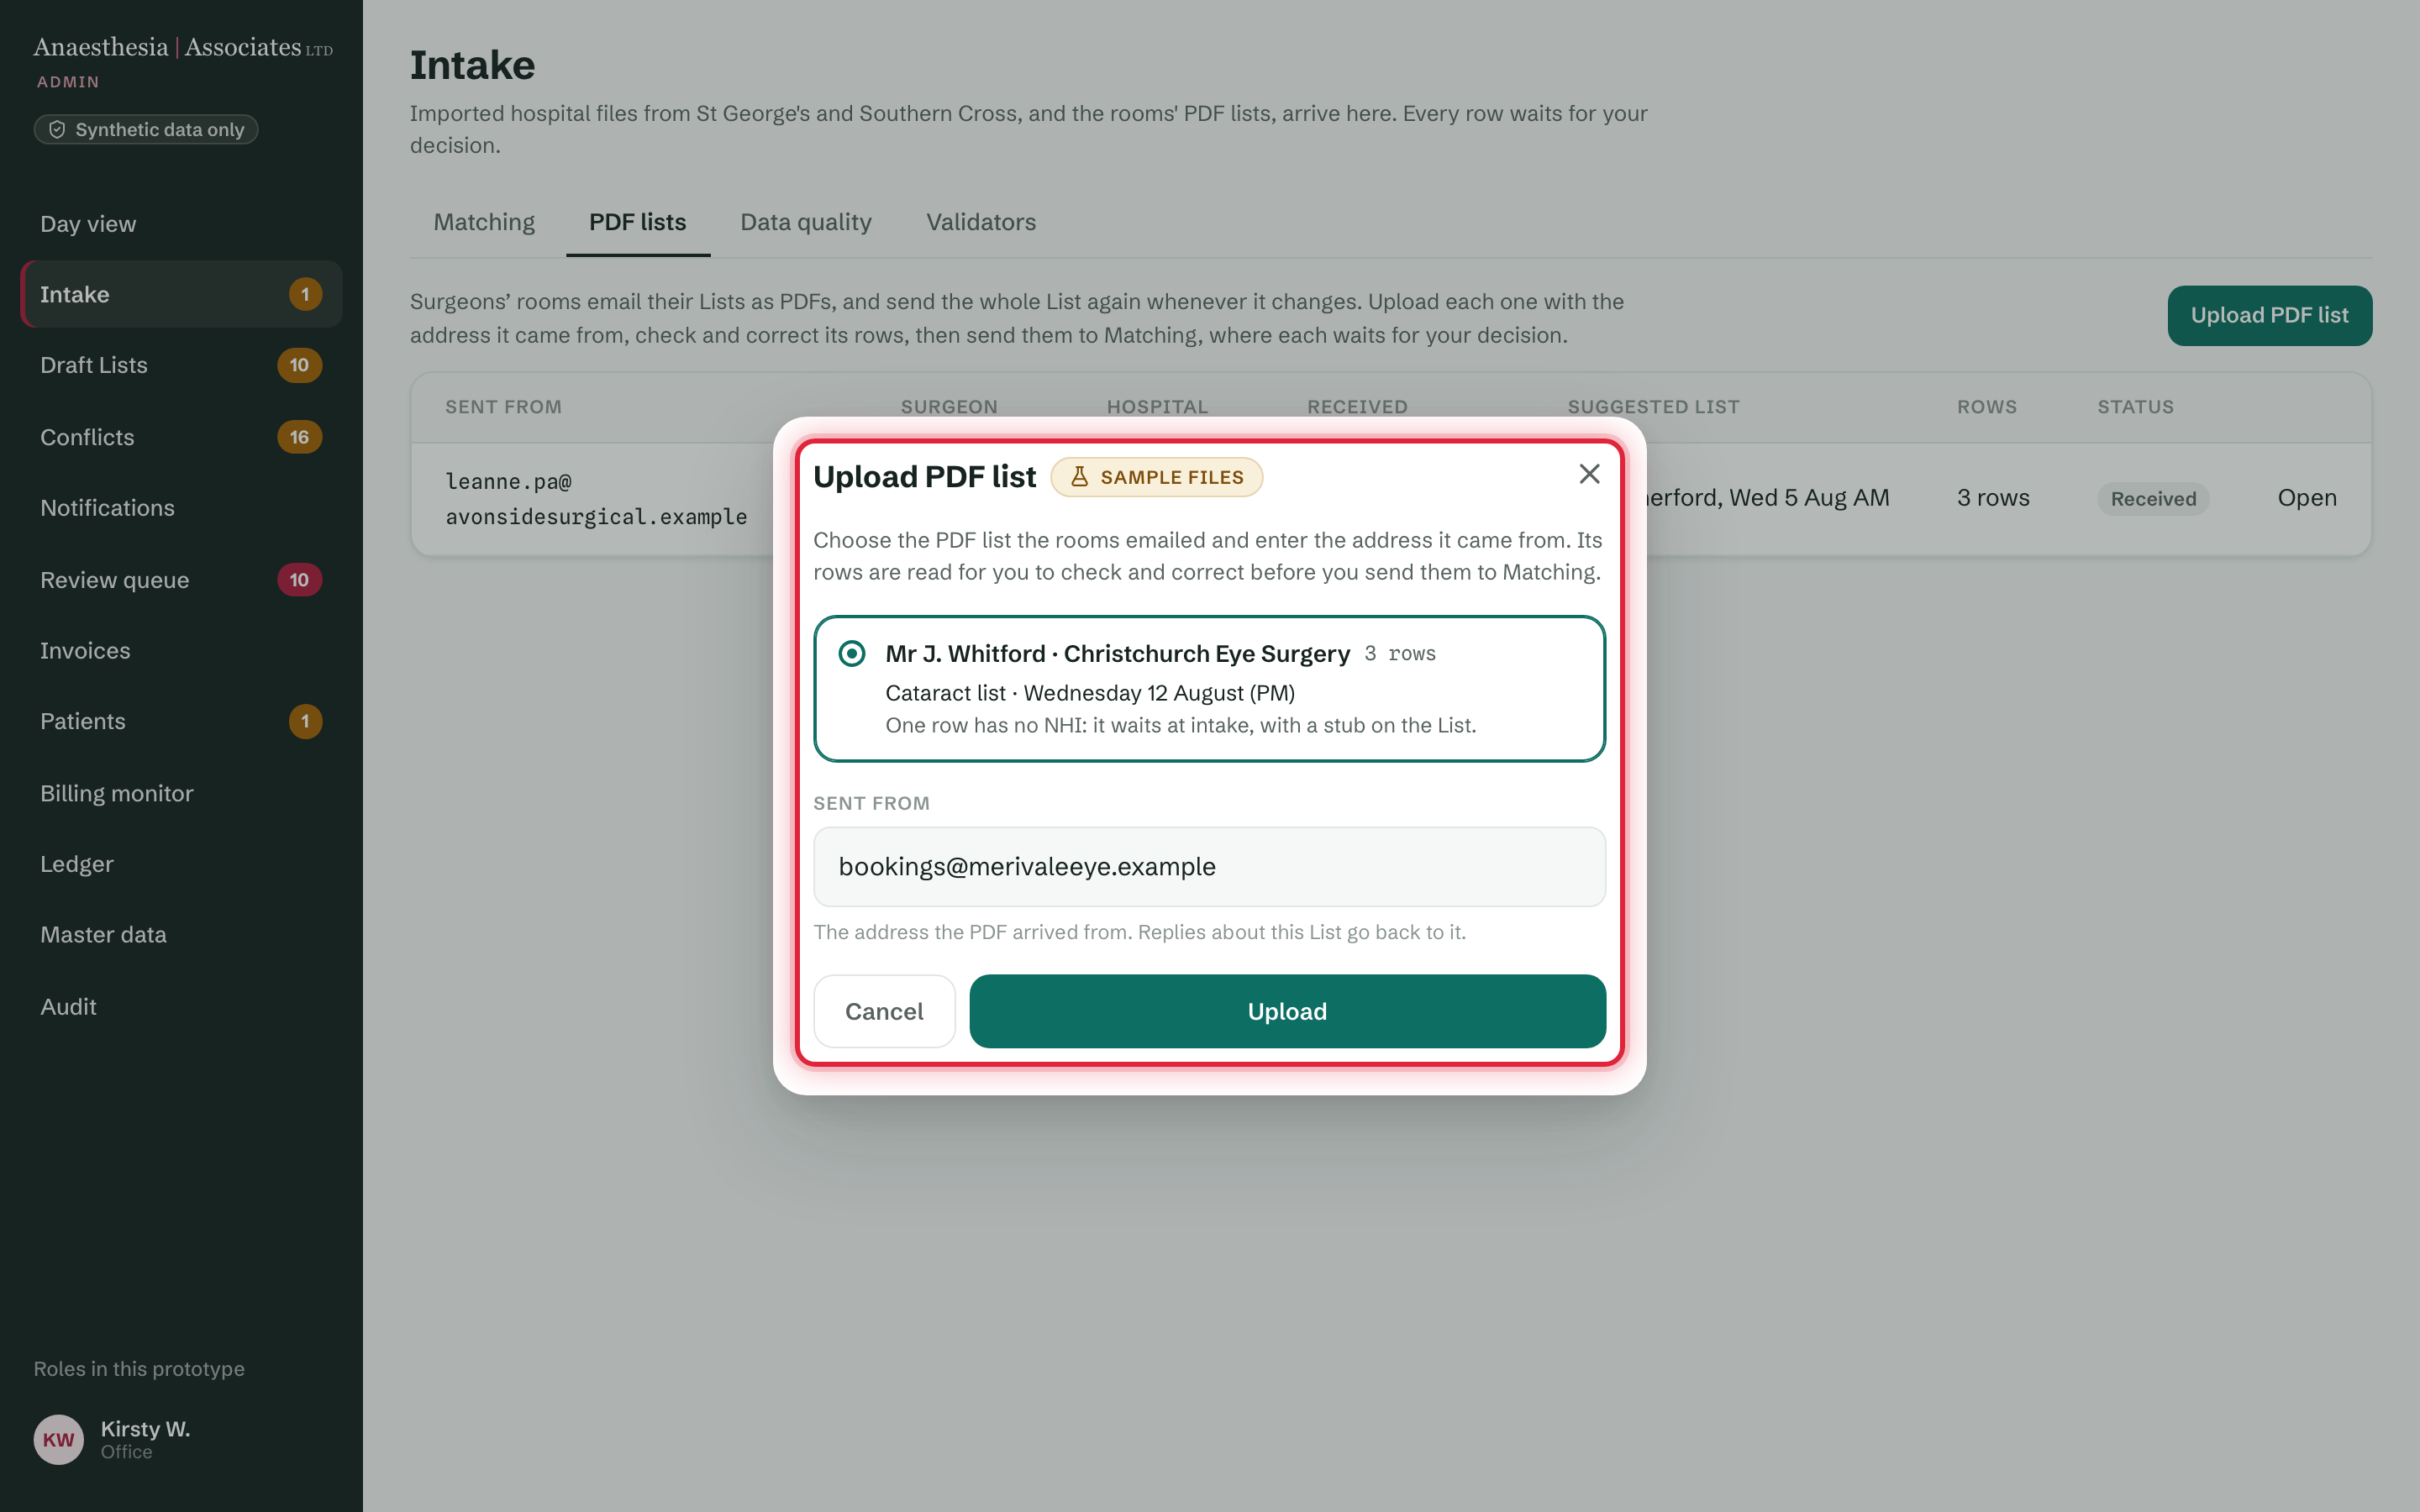 Anaesthesia | Associates LTD
ADMIN
Synthetic data only
Day view
Intake 1
Draft Lists 10
Conflicts 16
Notifications
Review queue 10
Invoices
Patients 1
Billing monitor
Ledger
Master data
Audit
Roles in this prototype
KW
Kirsty W.
Office
Intake
Imported hospital files from St George's and Southern Cross, and the rooms' PDF lists, arrive here. Every row waits for your
decision.
Matching PDF lists Data quality Validators
Surgeons’ rooms email their Lists as PDFs, and send the whole List again whenever it changes. Upload each one with the
address it came from, check and correct its rows, then send them to Matching, where each waits for your decision.
Upload PDF list
SENT FROM SURGEON HOSPITAL RECEIVED SUGGESTED LIST ROWS STATUS
leanne.pa@
avonsidesurgical.example
erford, Wed 5 Aug AM 3 rows Received Open
Upload PDF list SAMPLE FILES
Choose the PDF list the rooms emailed and enter the address it came from. Its
rows are read for you to check and correct before you send them to Matching.
Mr J. Whitford · Christchurch Eye Surgery 3 rows
Cataract list · Wednesday 12 August (PM)
One row has no NHI: it waits at intake, with a stub on the List.
SENT FROM
bookings@merivaleeye.example
The address the PDF arrived from. Replies about this List go back to it.
Cancel Upload